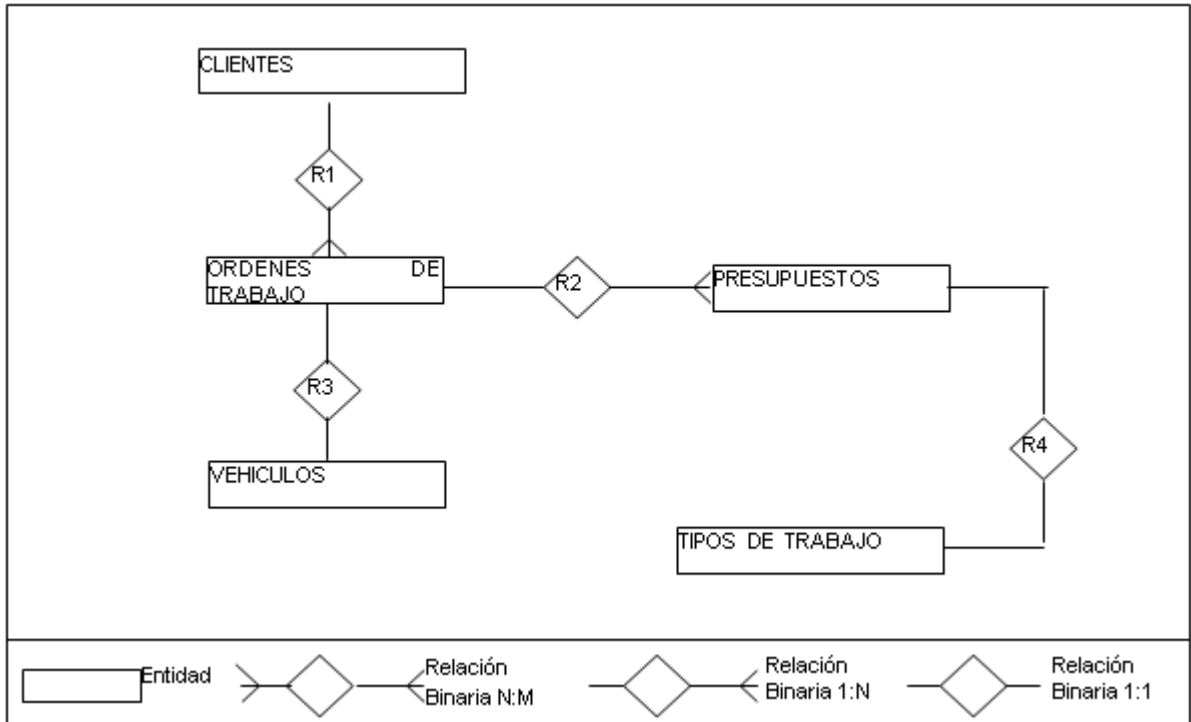 CLIENTES
R1
ORDENES DE
TRABAJO
R2
PRESUPUESTOS
R3
R4
VEHICULOS
TIPOS DE TRABAJO
Entidad
Relación
Binaria N:M
Relación
Binaria 1:N
Relación
Binaria 1:1